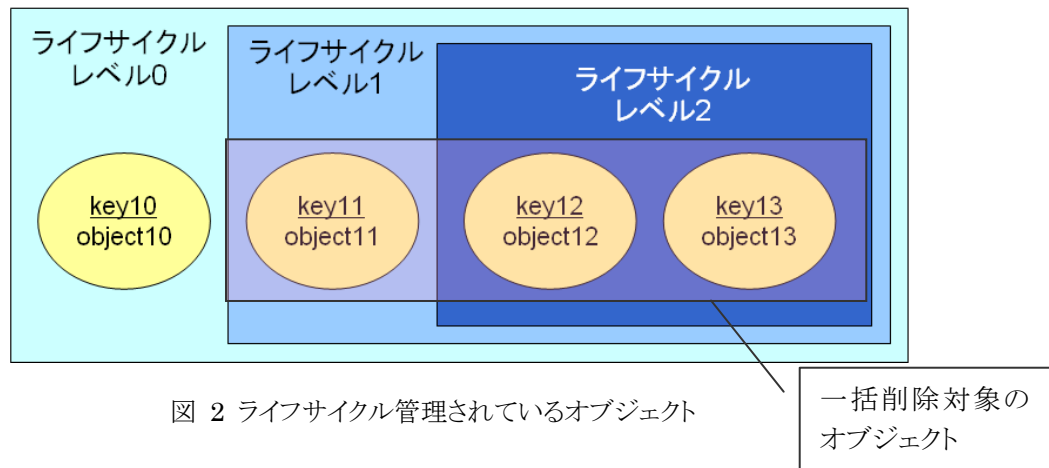 ライフサイクル
レベル0
ライフサイクル
レベル1
ライフサイクル
レベル2
key10
object10
key11
object11
key12
object12
key13
object13
図 2 ライフサイクル管理されているオブジェクト
一括削除対象の
オブジェクト